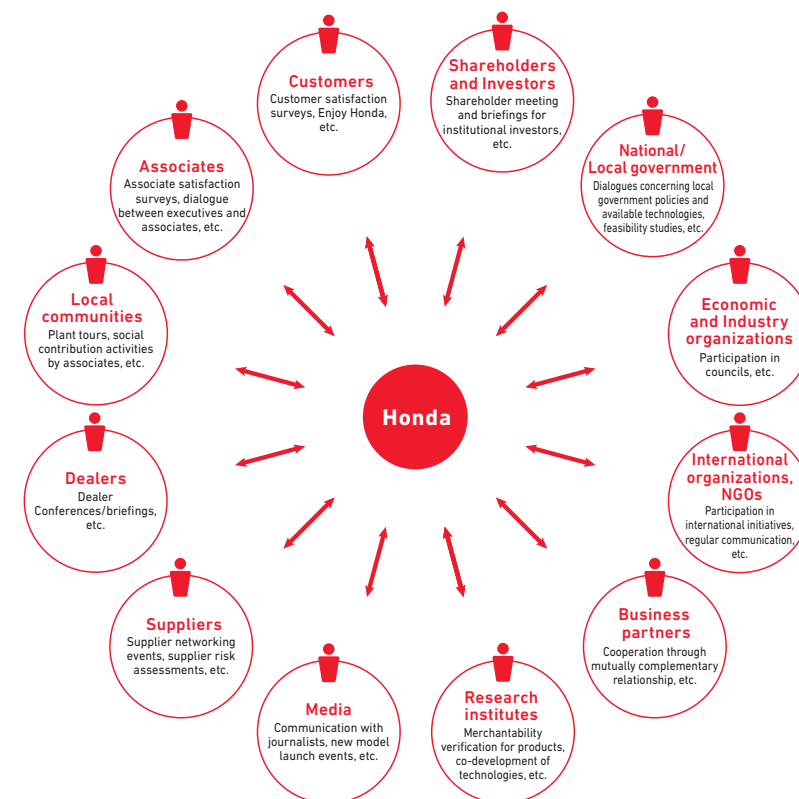 Customers
Customer satisfaction
surveys, Enjoy Honda,
etc.
Shareholders
and Investors
Shareholder meeting
and briefings for
institutional investors,
etc.
National/
Local government
Dialogues concerning local
government policies and
available technologies,
feasibility studies, etc.
Economic
and Industry
organizations
Participation in
councils, etc.
International
organizations,
NGOs
Participation in
international initiatives,
regular communication,
etc.
Business
partners
Cooperation through
mutually complementary
relationship, etc.
Research
institutes
Merchantability
verification for products,
co-development of
technologies, etc.
Media
Communication with
journalists, new model
launch events, etc.
Suppliers
Supplier networking
events, supplier risk
assessments, etc.
Dealers
Dealer
Conferences/briefings,
etc.
Local
communities
Plant tours, social
contribution activities
by associates, etc.
Associates
Associate satisfaction
surveys, dialogue
between executives and
associates, etc.
Honda